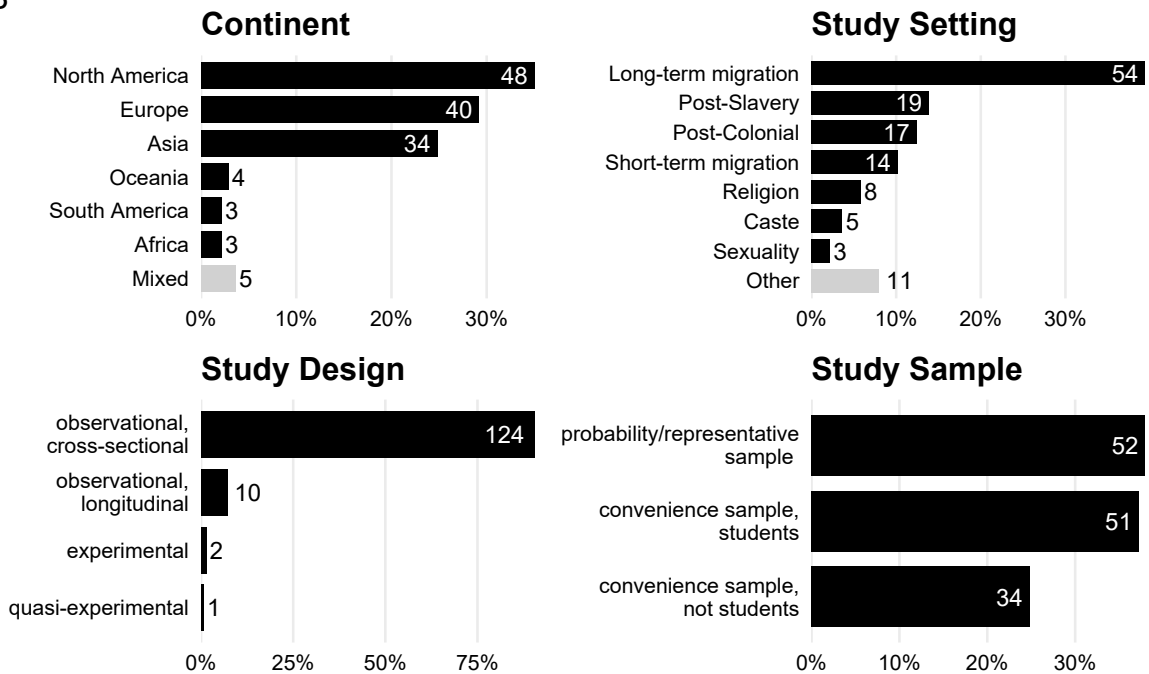 Continent
North America 48
Europe 40
Asia 34
Oceania 4
South America 3
Africa 3
Mixed 5
0% 10% 20% 30%
Study Setting
Long-term migration 54
Post-Slavery 19
Post-Colonial 17
Short-term migration 14
Religion 8
Caste 5
Sexuality 3
Other 11
0% 10% 20% 30%
Study Design
observational,
cross-sectional 124
observational,
longitudinal 10
experimental 2
quasi-experimental 1
0% 25% 50% 75%
Study Sample
probability/representative
sample 52
convenience sample,
students 51
convenience sample,
not students 34
0% 10% 20% 30%